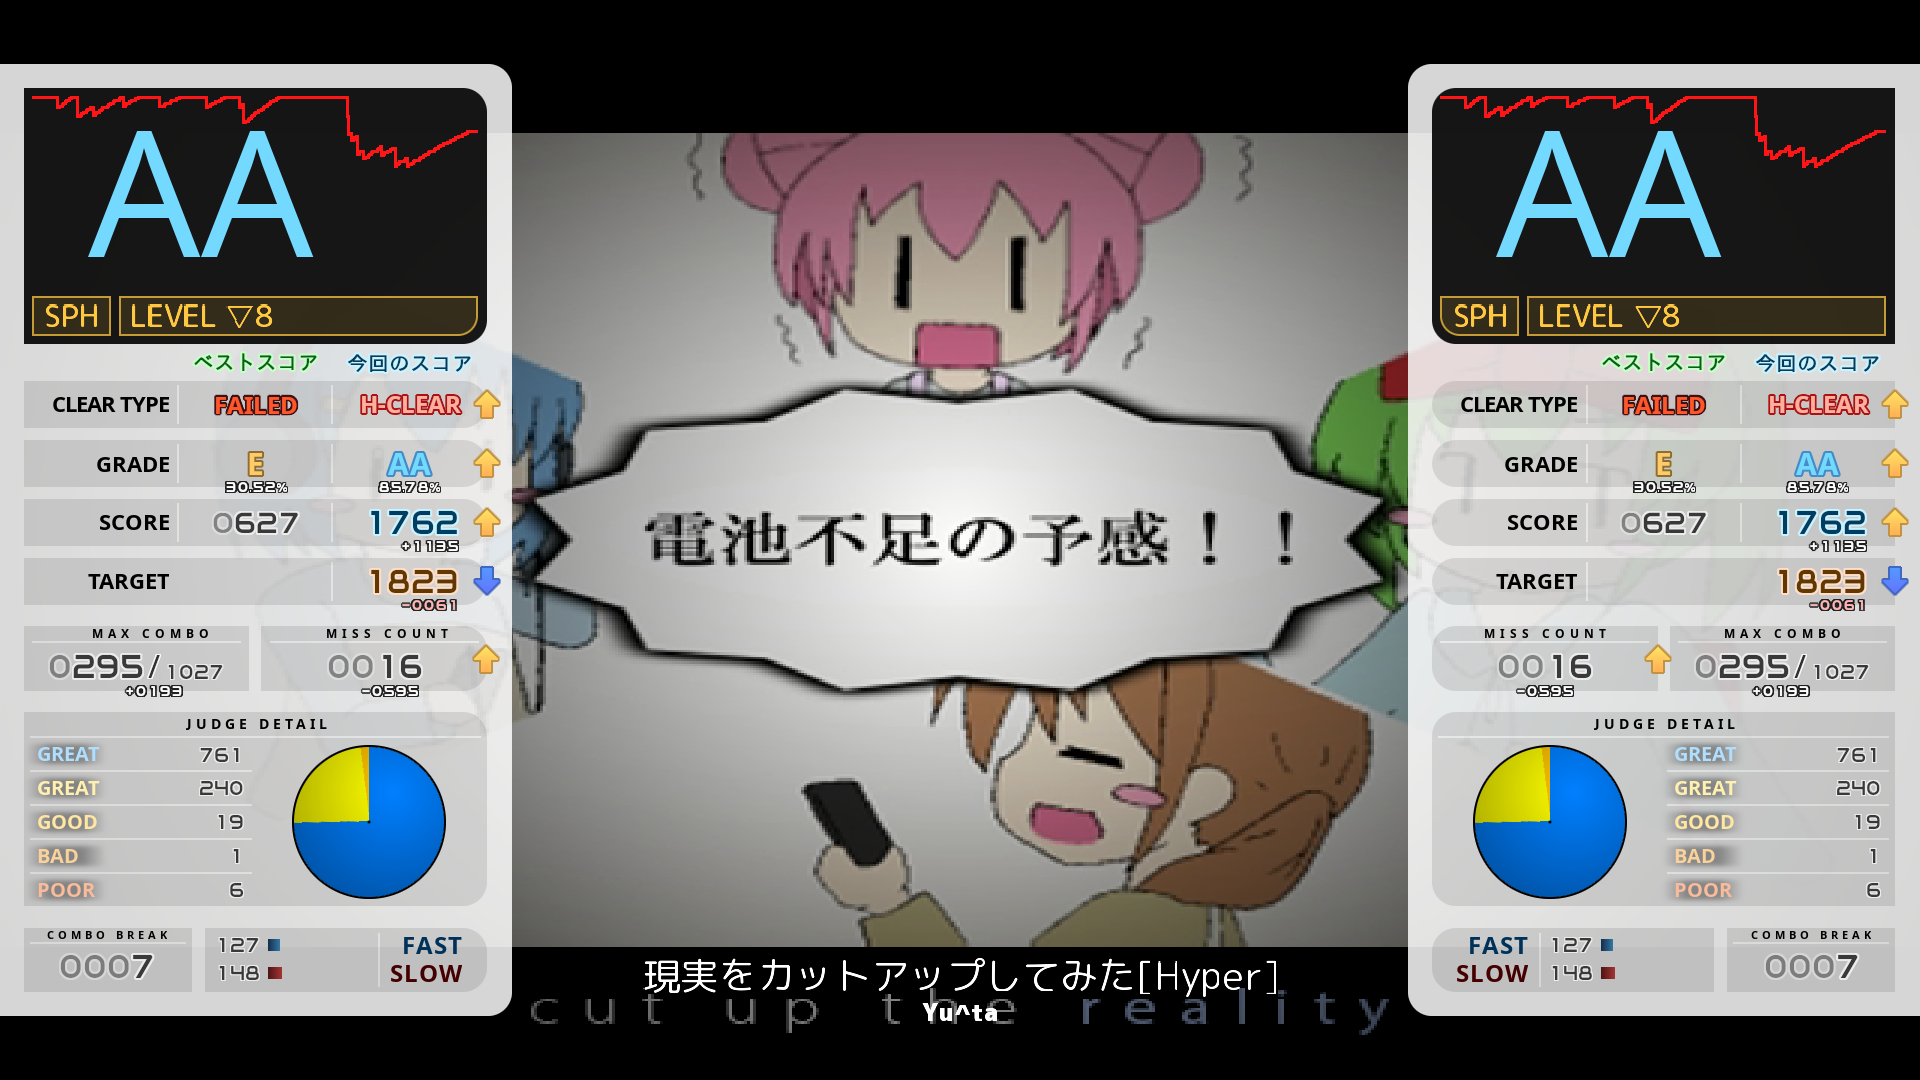 AA
SPH
LEVEL ▽8
ベストスコア 今回のスコア
CLEAR TYPE FAILED H-CLEAR
GRADE E AA
30.52% 85.78%
SCORE 0627 1762
+1135
TARGET 1823
-0061
MAX COMBO MISS COUNT
0295/1027 0016
+0193 -0595
JUDGE DETAIL
GREAT 761
GREAT 240
GOOD 19
BAD 1
POOR 6
COMBO BREAK
0007
127 FAST
148 SLOW
電池不足の予感！！
現実をカットアップしてみた[Hyper]
cut up the reality
Yu^ta
AA
SPH
LEVEL ▽8
ベストスコア 今回のスコア
CLEAR TYPE FAILED H-CLEAR
GRADE E AA
30.52% 85.78%
SCORE 0627 1762
+1135
TARGET 1823
-0061
MISS COUNT MAX COMBO
0016 0295/1027
-0595 +0193
JUDGE DETAIL
GREAT 761
GREAT 240
GOOD 19
BAD 1
POOR 6
FAST 127
SLOW 148
COMBO BREAK
0007